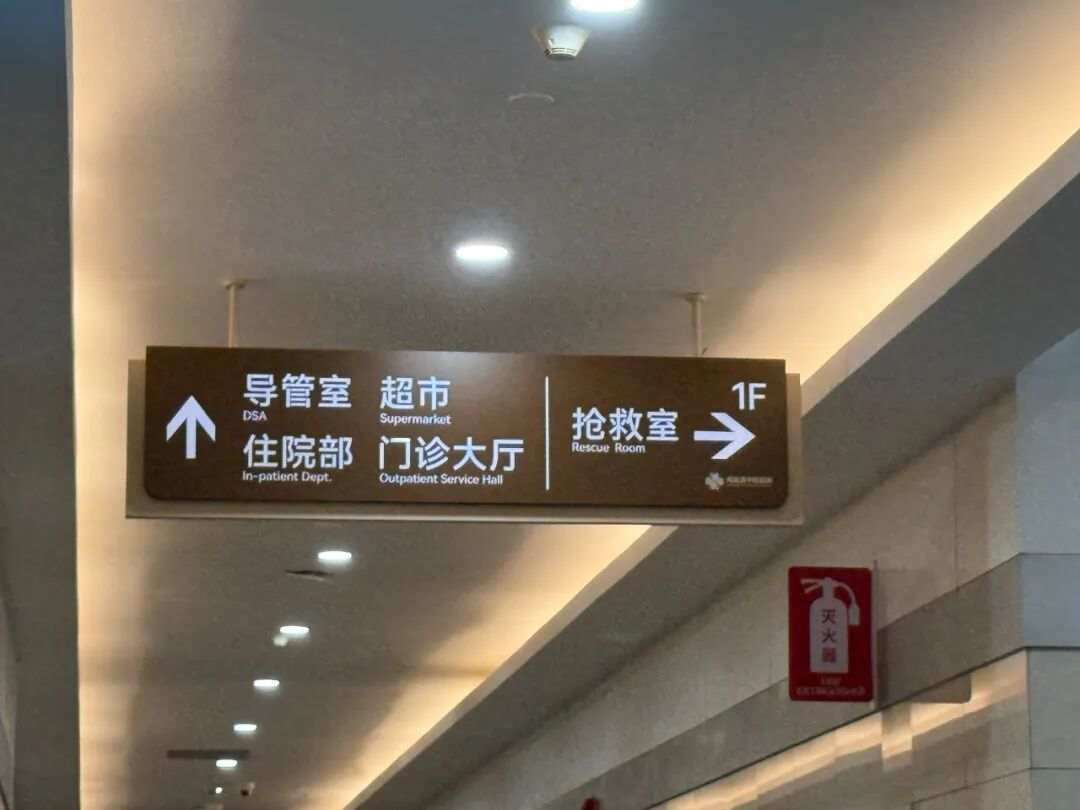 导管室 超市
DSA Supermarket
住院部 门诊大厅
In-patient Dept. Outpatient Service Hall
抢救室
Rescue Room
1F
灭
火
器